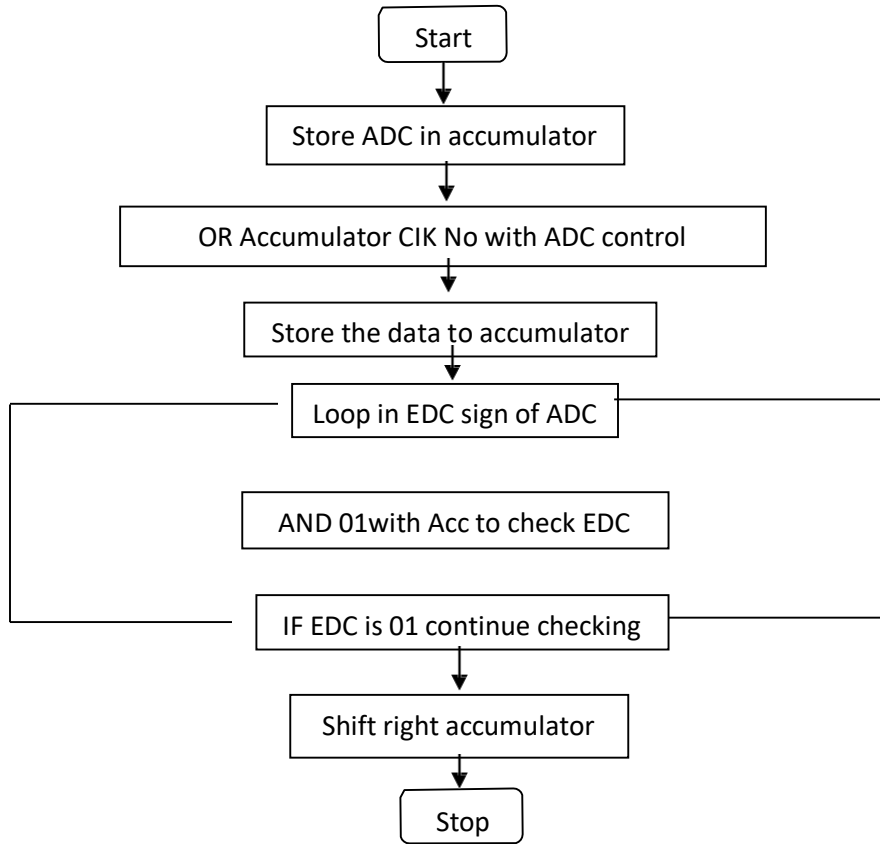 Start
Store ADC in accumulator
OR Accumulator CIK No with ADC control
Store the data to accumulator
Loop in EDC sign of ADC
AND 01with Acc to check EDC
IF EDC is 01 continue checking
Shift right accumulator
Stop